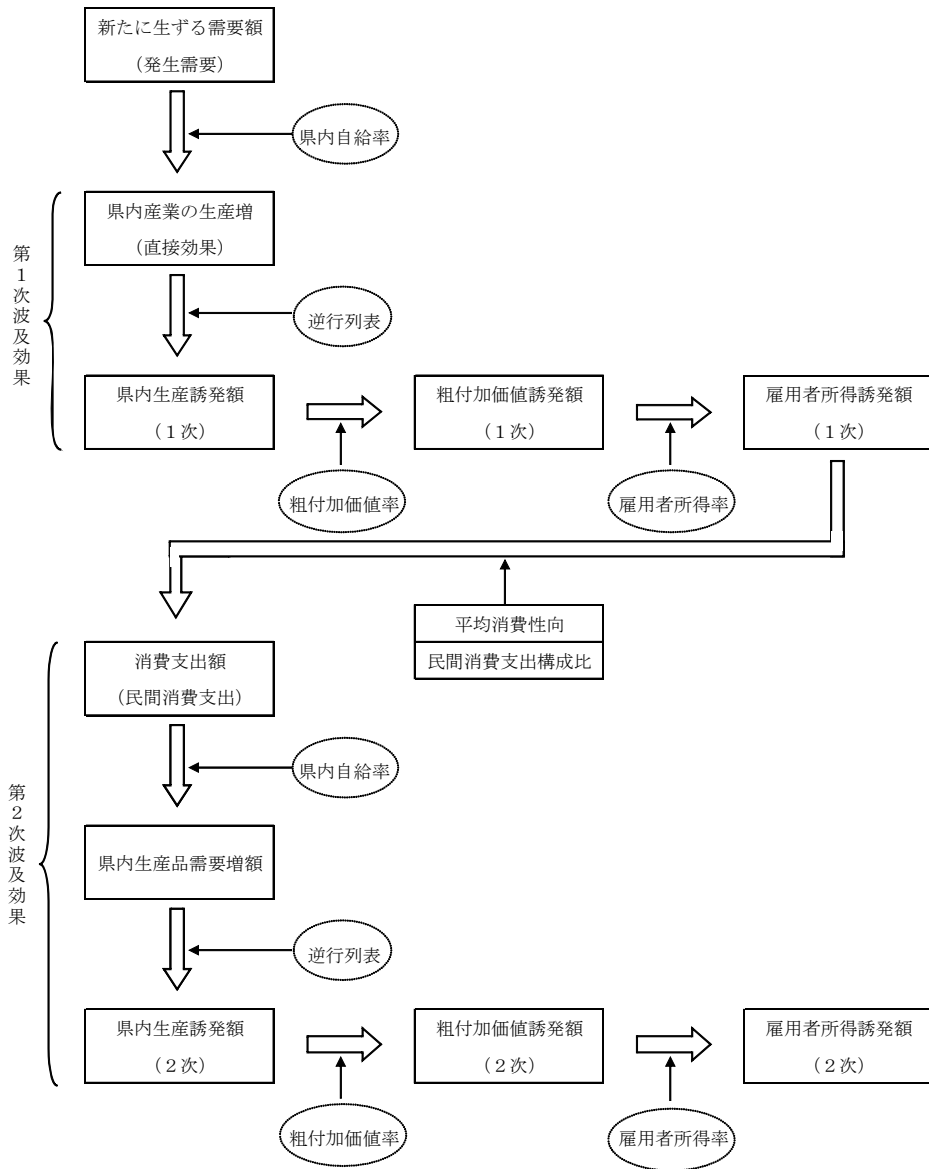 新たに生ずる需要額
(発生需要)
県内自給率
県内産業の生産増
(直接効果)
第1次波及効果
逆行列表
県内生産誘発額
(1次)
粗付加価値誘発額
(1次)
雇用者所得誘発額
(1次)
粗付加価値率
雇用者所得率
平均消費性向
民間消費支出構成比
消費支出額
(民間消費支出)
県内自給率
第2次波及効果
県内生産品需要増額
逆行列表
県内生産誘発額
(2次)
粗付加価値誘発額
(2次)
雇用者所得誘発額
(2次)
粗付加価値率
雇用者所得率